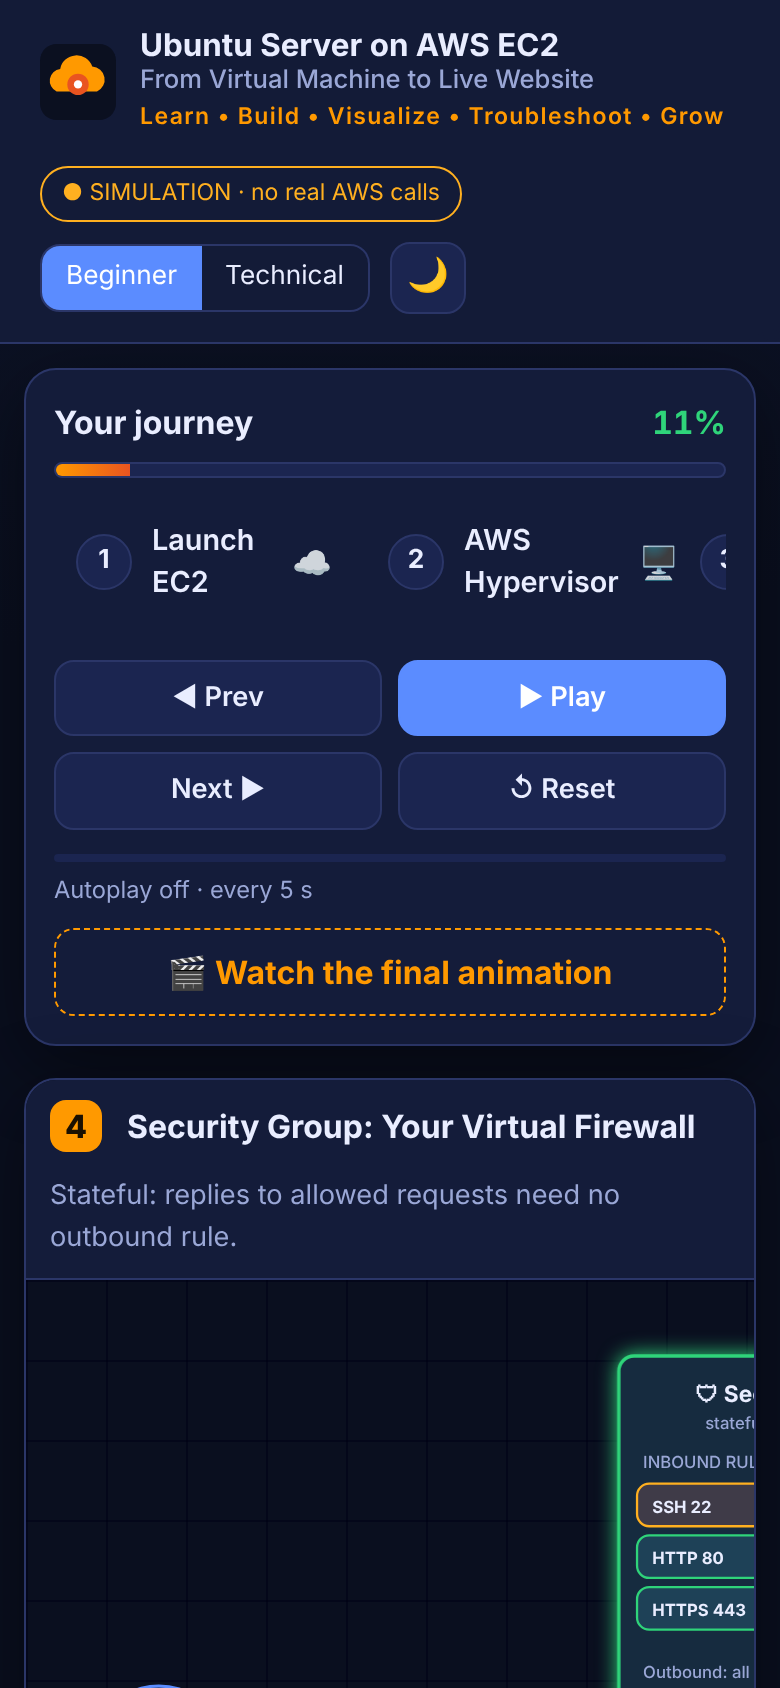 Ubuntu Server on AWS EC2
From Virtual Machine to Live Website
Learn • Build • Visualize • Troubleshoot • Grow
SIMULATION · no real AWS calls
Beginner Technical
Your journey 11%
1 Launch EC2
2 AWS Hypervisor
◀ Prev ▶ Play
Next ▶ ↺ Reset
Autoplay off · every 5 s
Watch the final animation
4 Security Group: Your Virtual Firewall
Stateful: replies to allowed requests need no
outbound rule.
SSH 22
HTTP 80
HTTPS 443
INBOUND
Outbound: all